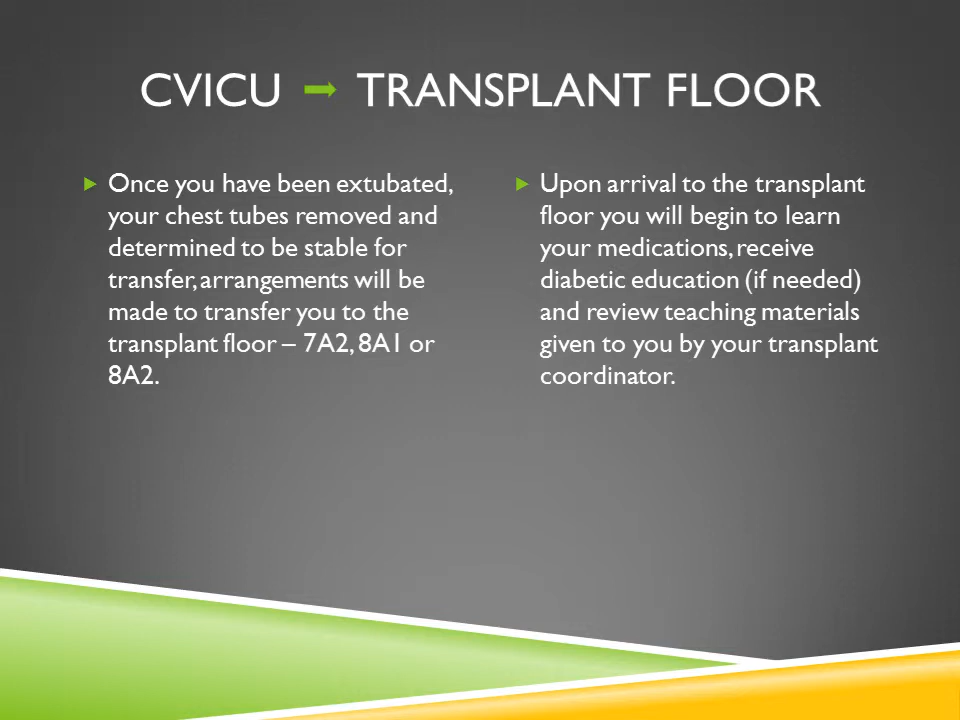 CVICU ➡ TRANSPLANT FLOOR
Once you have been extubated,
your chest tubes removed and
determined to be stable for
transfer, arrangements will be
made to transfer you to the
transplant floor – 7A2, 8A1 or
8A2.
Upon arrival to the transplant
floor you will begin to learn
your medications, receive
diabetic education (if needed)
and review teaching materials
given to you by your transplant
coordinator.